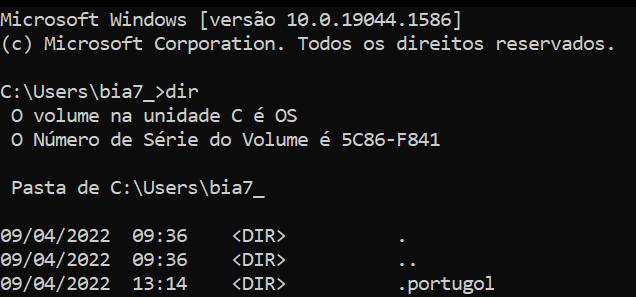 Microsoft Windows [versão 10.0.19044.1586]
(c) Microsoft Corporation. Todos os direitos reservados.
C:\Users\bia7_>dir
O volume na unidade C é OS
O Número de Série do Volume é 5C86-F841
Pasta de C:\Users\bia7_
09/04/2022  09:36    <DIR>          .
09/04/2022  09:36    <DIR>          ..
09/04/2022  13:14    <DIR>          .portugol